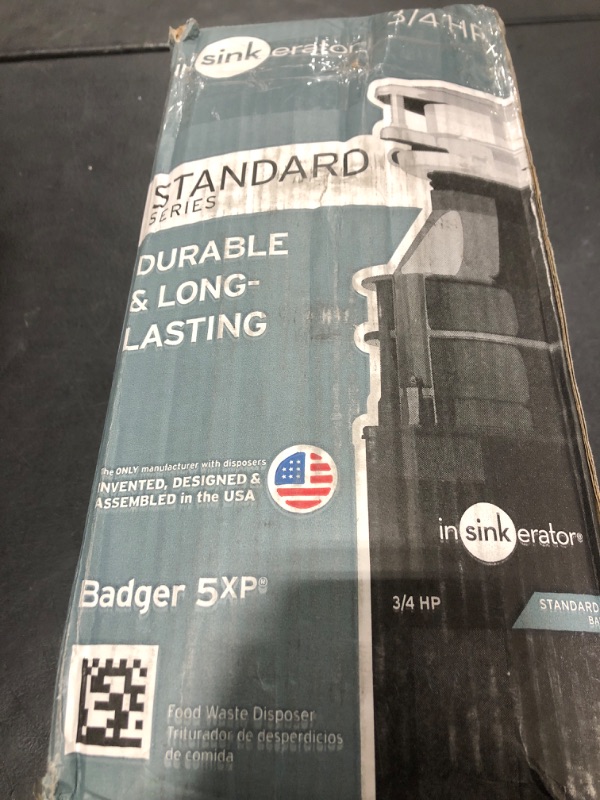 insinkerator
3/4 HP
STANDARD
SERIES
DURABLE
& LONG-
LASTING
The ONLY manufacturer with disposers
INVENTED, DESIGNED &
ASSEMBLED in the USA
insinkerator®
Badger 5XP®
3/4 HP
STANDARD
Food Waste Disposer
Triturador de desperdicios
de comida